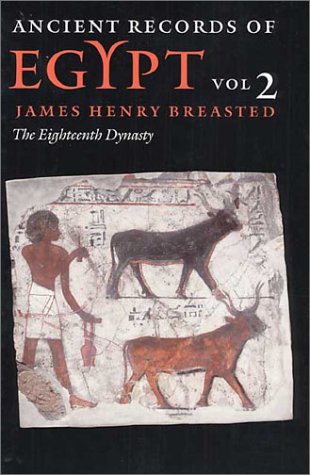 ANCIENT RECORDS OF
EGYPT VOL 2
JAMES HENRY BREASTED
The Eighteenth Dynasty